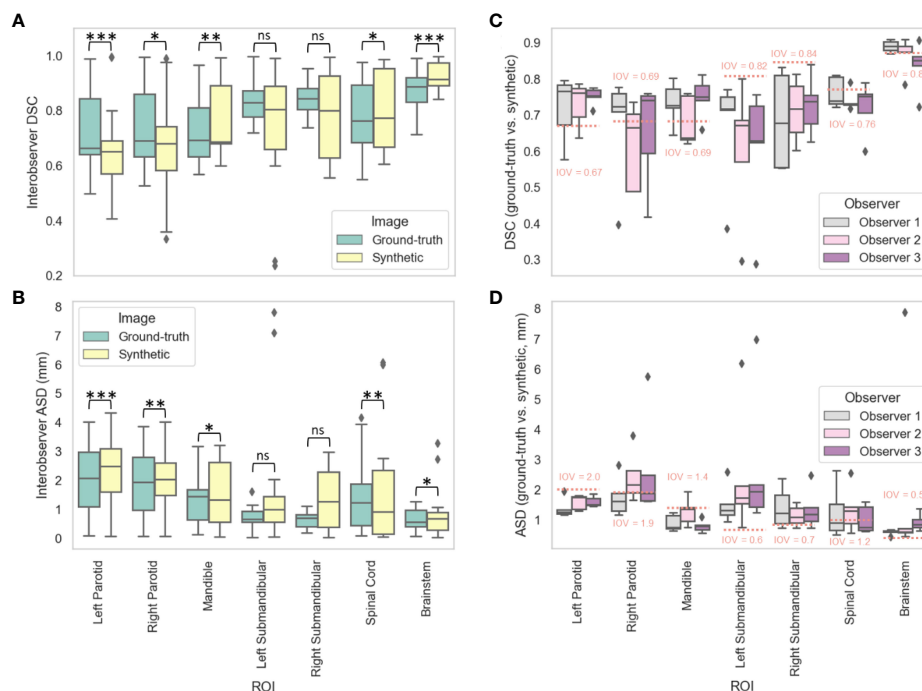 A
Interobserver DSC
1.0
0.8
0.6
0.4
0.2
***
*
**
ns
ns
*
***
Image
Ground-truth
Synthetic
B
Interobserver ASD (mm)
8
7
6
5
4
3
2
1
0
Image
Ground-truth
Synthetic
***
**
*
ns
ns
**
*
Left Parotid
Right Parotid
Mandible
Left Submandibular
Right Submandibular
Spinal Cord
Brainstem
ROI
C
DSC (ground-truth vs. synthetic)
0.9
0.8
0.7
0.6
0.5
0.4
0.3
IOV = 0.67
IOV = 0.69
IOV = 0.69
IOV = 0.82
IOV = 0.84
IOV = 0.76
IOV = 0.8
Observer
Observer 1
Observer 2
Observer 3
D
ASD (ground-truth vs. synthetic, mm)
8
7
6
5
4
3
2
1
0
IOV = 2.0
IOV = 1.9
IOV = 1.4
IOV = 0.6
IOV = 0.7
IOV = 1.2
IOV = 0.5
Observer
Observer 1
Observer 2
Observer 3
Left Parotid
Right Parotid
Mandible
Left Submandibular
Right Submandibular
Spinal Cord
Brainstem
ROI